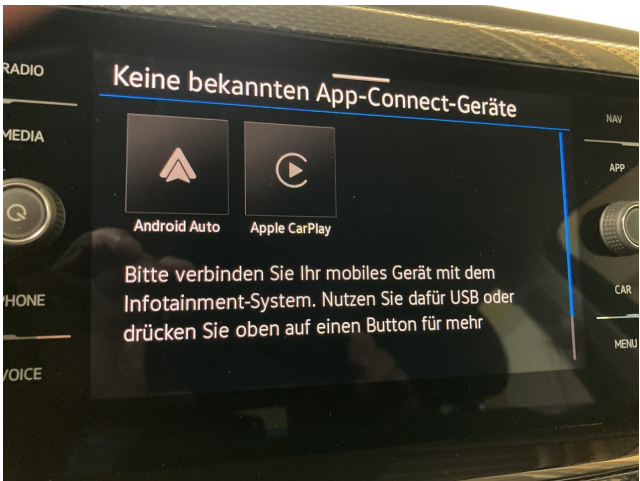 RADIO
MEDIA
PHONE
VOICE
Keine bekannten App-Connect-Geräte
Android Auto
Apple CarPlay
Bitte verbinden Sie Ihr mobiles Gerät mit dem
Infotainment-System. Nutzen Sie dafür USB oder
drücken Sie oben auf einen Button für mehr
NAV
APP
CAR
MENU